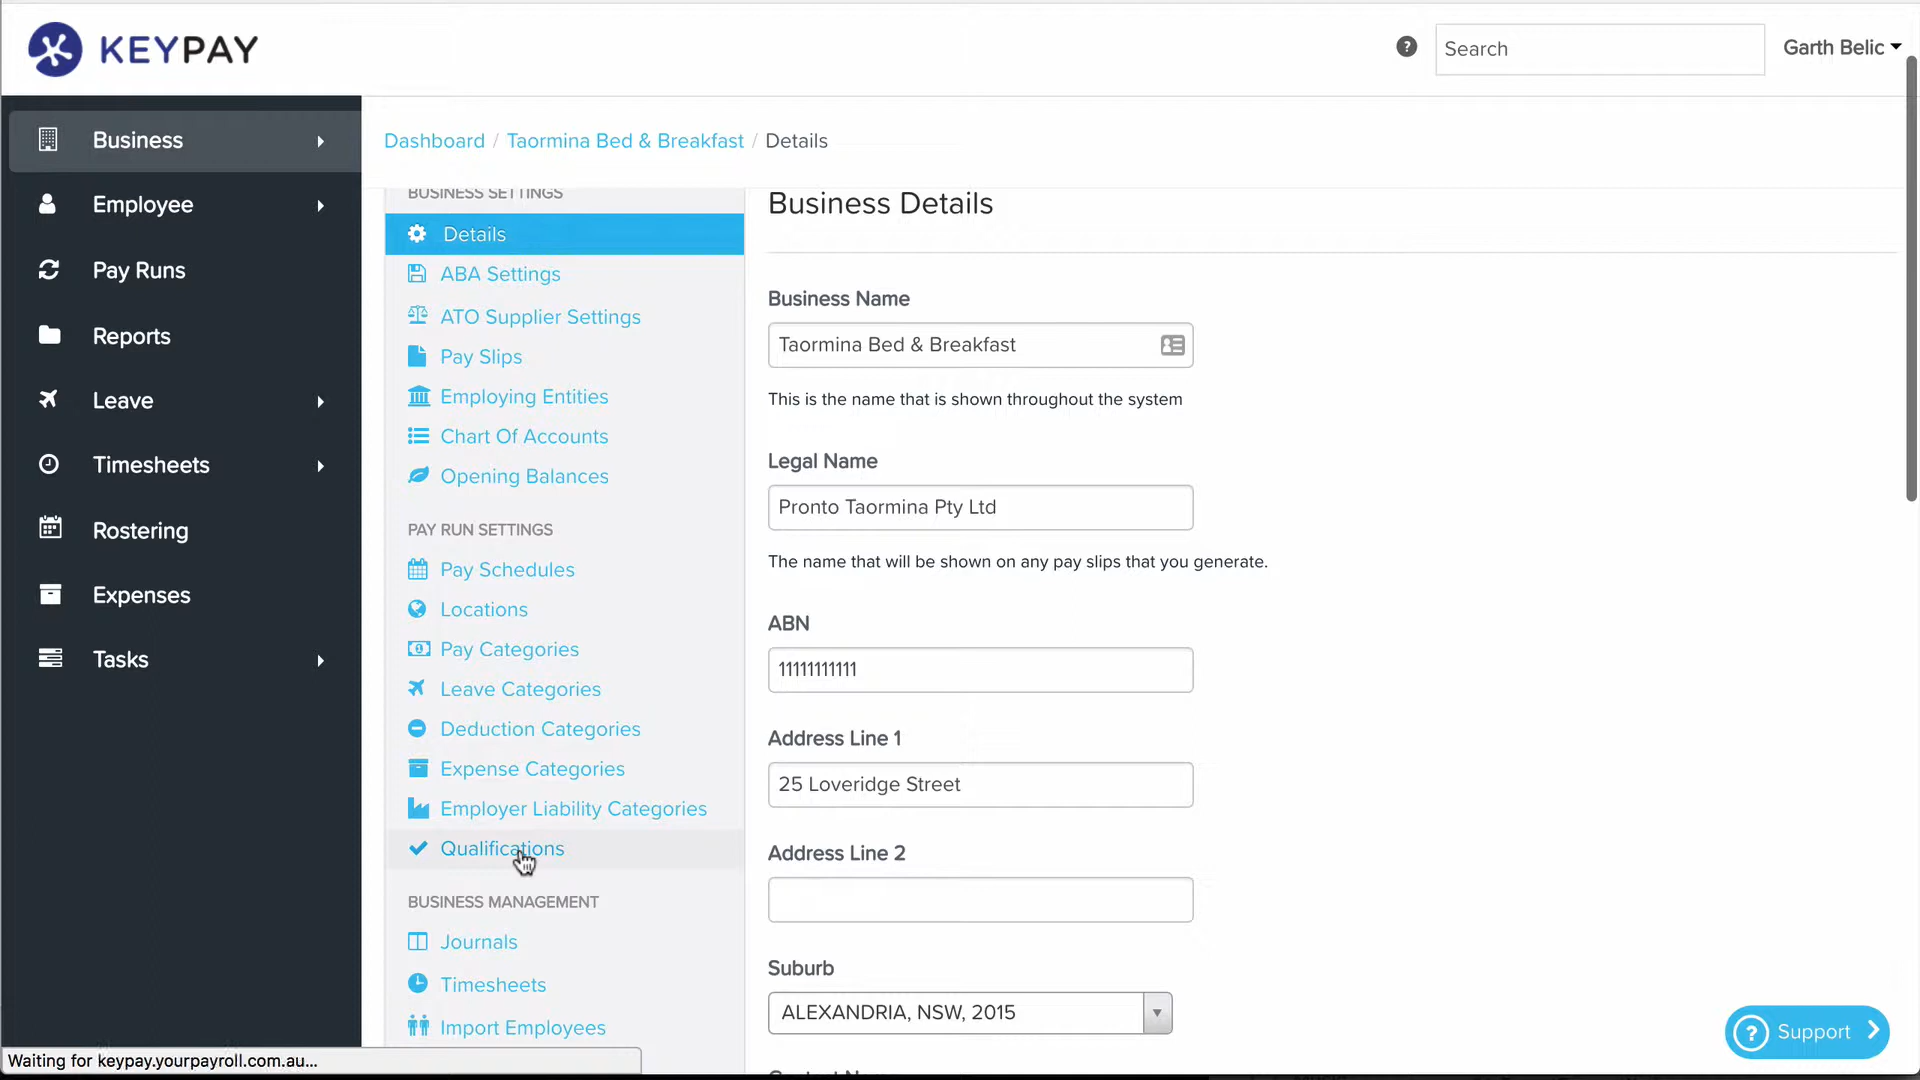 KEYPAY
Search
Garth Belic
Business
Employee
Pay Runs
Reports
Leave
Timesheets
Rostering
Expenses
Tasks
Dashboard / Taormina Bed & Breakfast / Details
BUSINESS SETTINGS
Details
ABA Settings
ATO Supplier Settings
Pay Slips
Employing Entities
Chart Of Accounts
Opening Balances
PAY RUN SETTINGS
Pay Schedules
Locations
Pay Categories
Leave Categories
Deduction Categories
Expense Categories
Employer Liability Categories
Qualifications
BUSINESS MANAGEMENT
Journals
Timesheets
Import Employees
Business Details
Business Name
Taormina Bed & Breakfast
This is the name that is shown throughout the system
Legal Name
Pronto Taormina Pty Ltd
The name that will be shown on any pay slips that you generate.
ABN
11111111111
Address Line 1
25 Loveridge Street
Address Line 2
Suburb
ALEXANDRIA, NSW, 2015
Support
Waiting for keypay.yourpayroll.com.au...